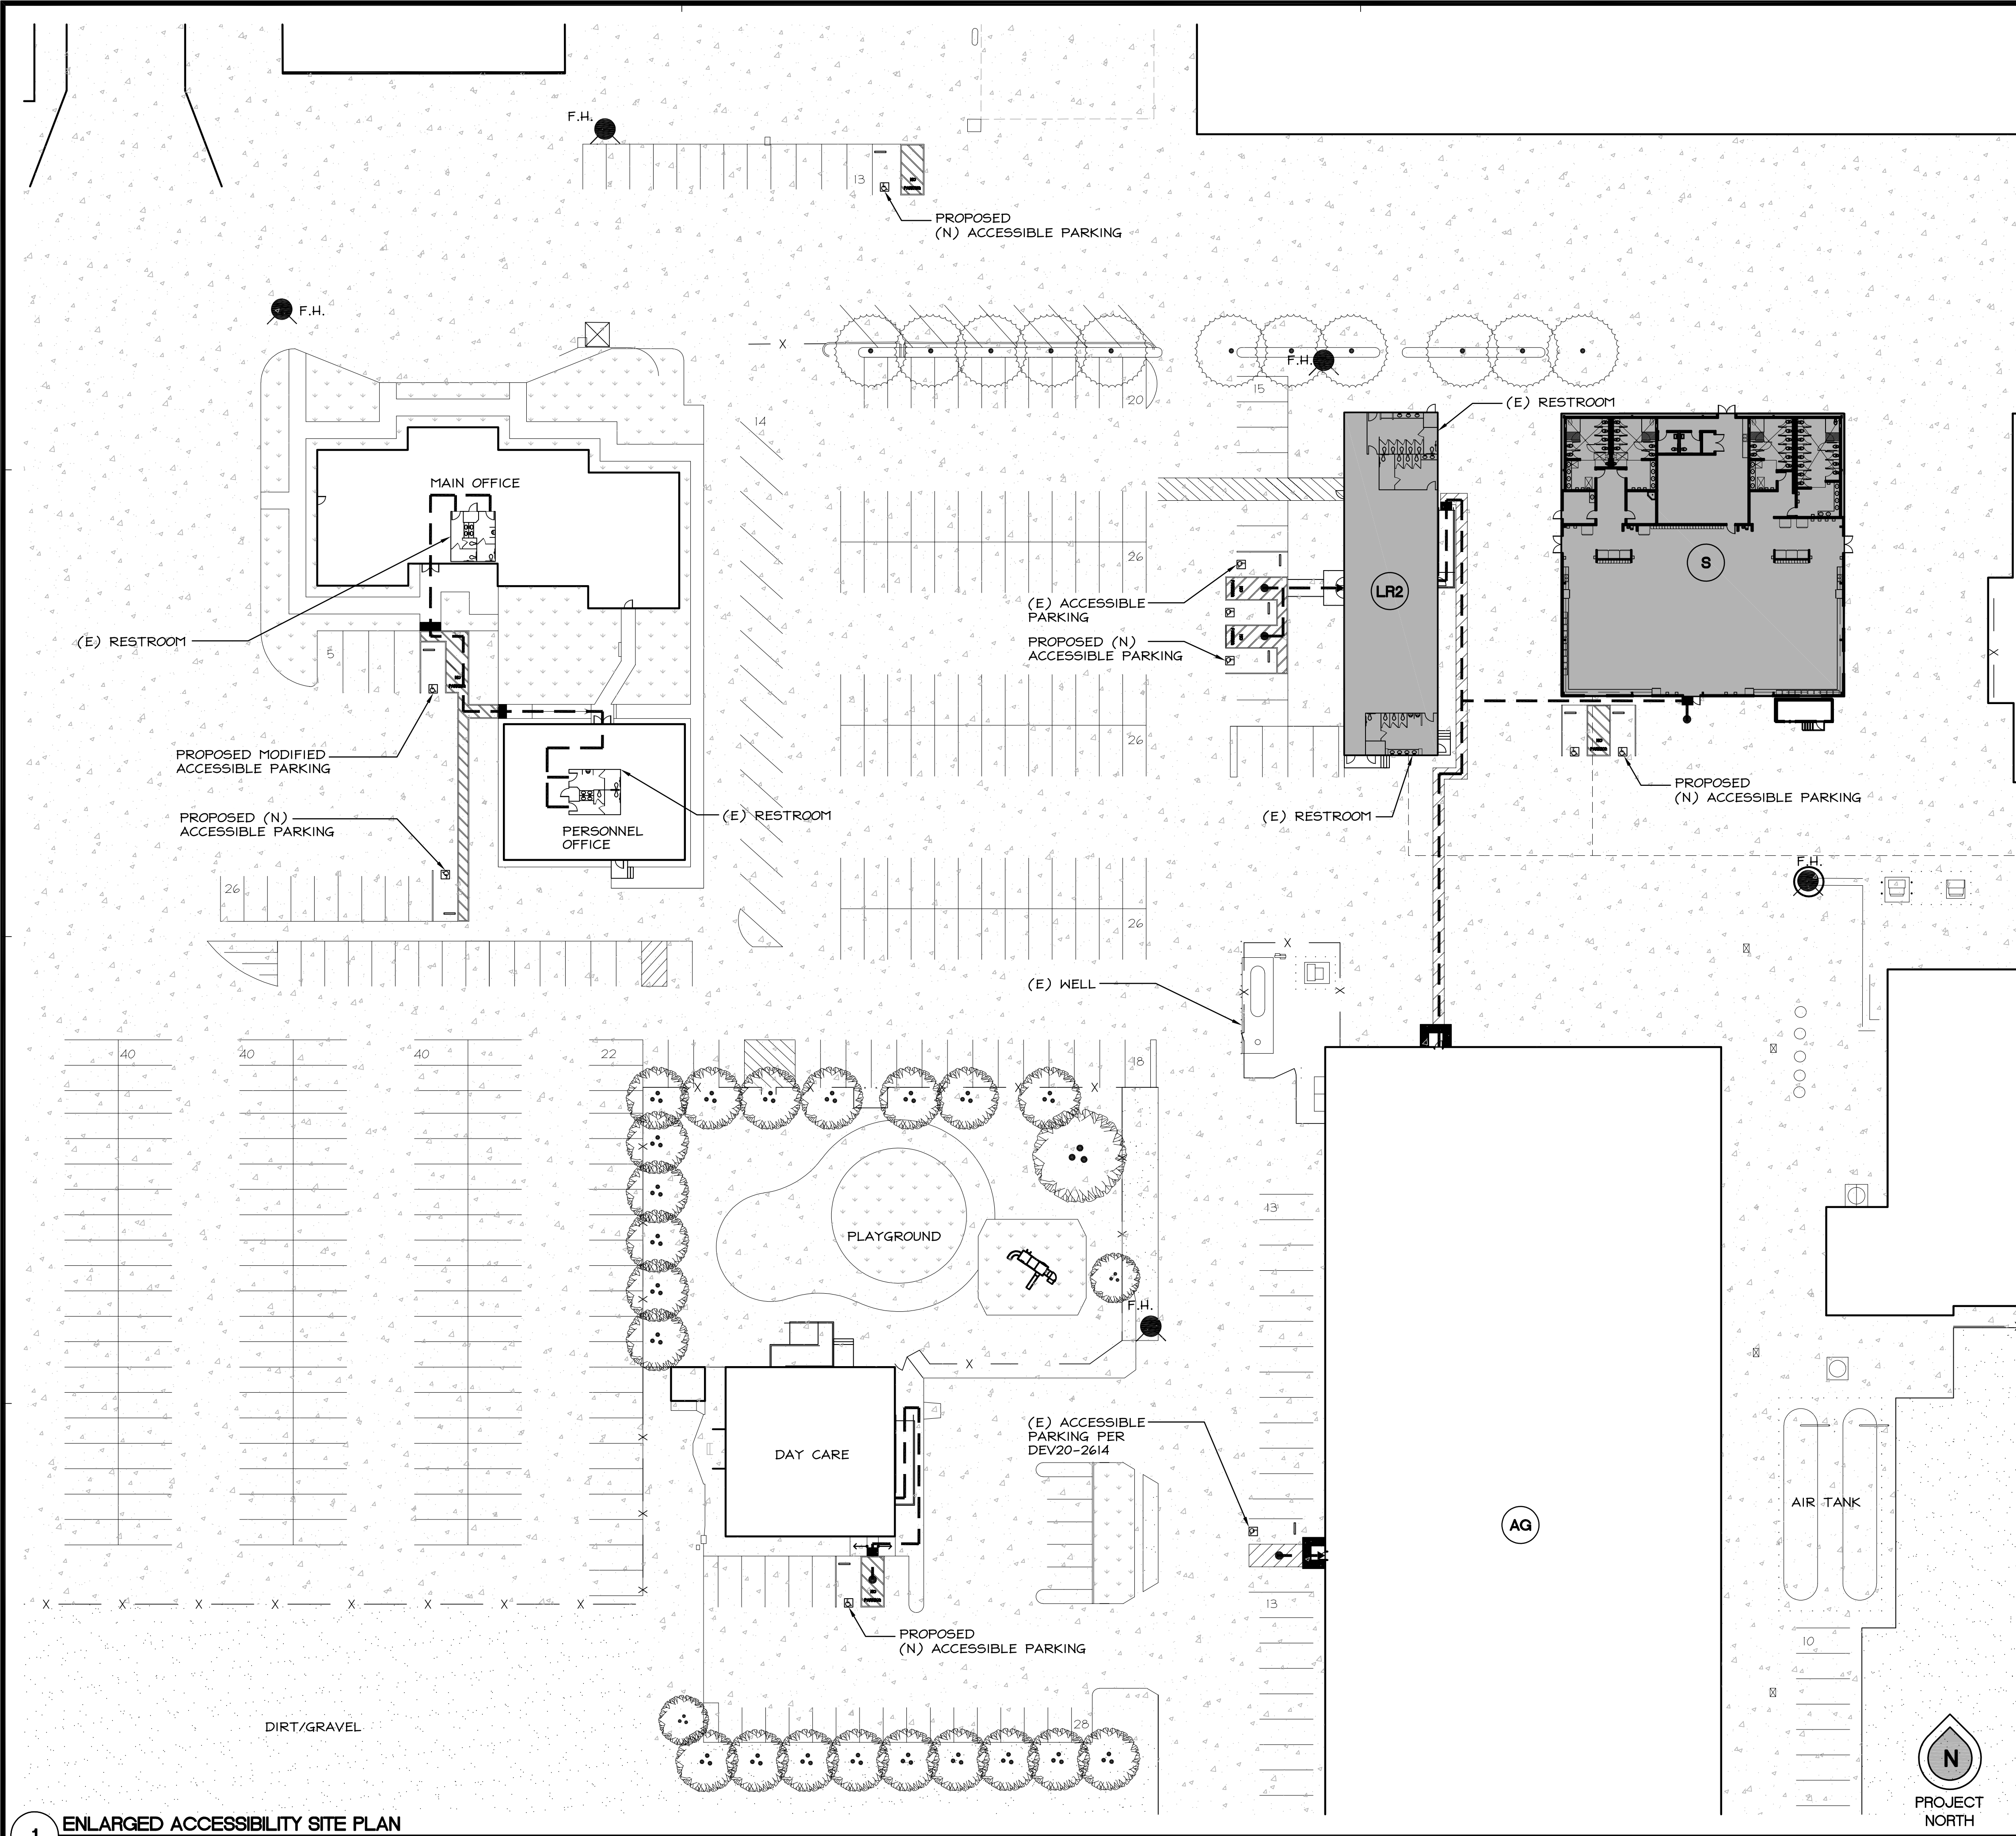 F.H.
13
PROPOSED
(N) ACCESSIBLE PARKING
F.H.
X
F.H.
20
15
14
(E) RESTROOM
MAIN OFFICE
26
S
LR2
(E) ACCESSIBLE
PARKING
PROPOSED (N)
ACCESSIBLE PARKING
(E) RESTROOM
5
X
26
PROPOSED MODIFIED
ACCESSIBLE PARKING
PROPOSED
(N) ACCESSIBLE PARKING
PROPOSED (N)
ACCESSIBLE PARKING
(E) RESTROOM
(E) RESTROOM
PERSONNEL
OFFICE
F.H.
26
26
X
(E) WELL
X
X
40
40
40
22
18
X
X
X
X
X
X
43
PLAYGROUND
X
X
F.H.
X
(E) ACCESSIBLE
PARKING PER
DEV20-2614
DAY CARE
X
AIR TANK
X
AG
X
X
X
X
X
X
X
X
X
13
PROPOSED
(N) ACCESSIBLE PARKING
10
DIRT/GRAVEL
28
N
PROJECT
NORTH
1
ENLARGED ACCESSIBILITY SITE PLAN